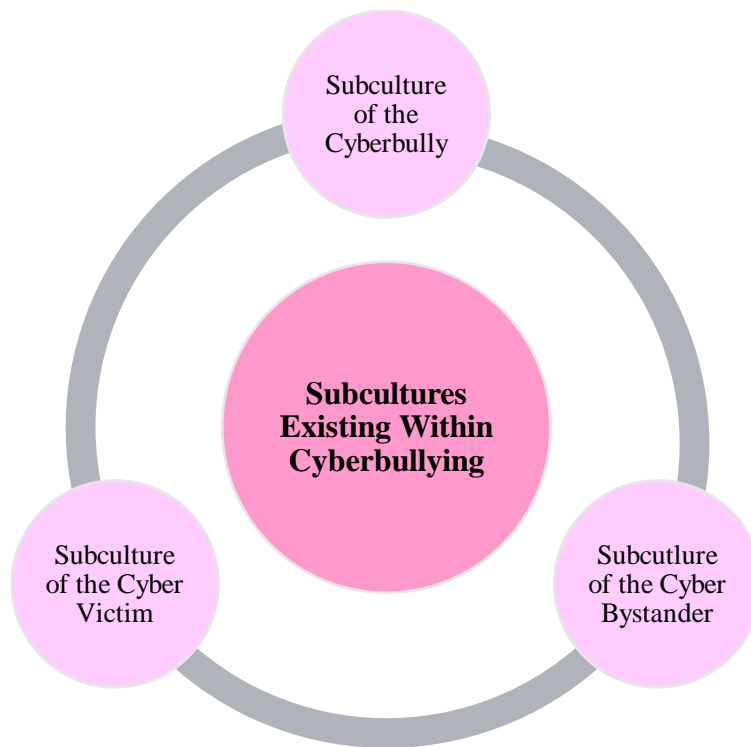 Subculture
of the
Cyberbully
Subcultures
Existing Within
Cyberbullying
Subculture
of the Cyber
Victim
Subcutlure
of the Cyber
Bystander